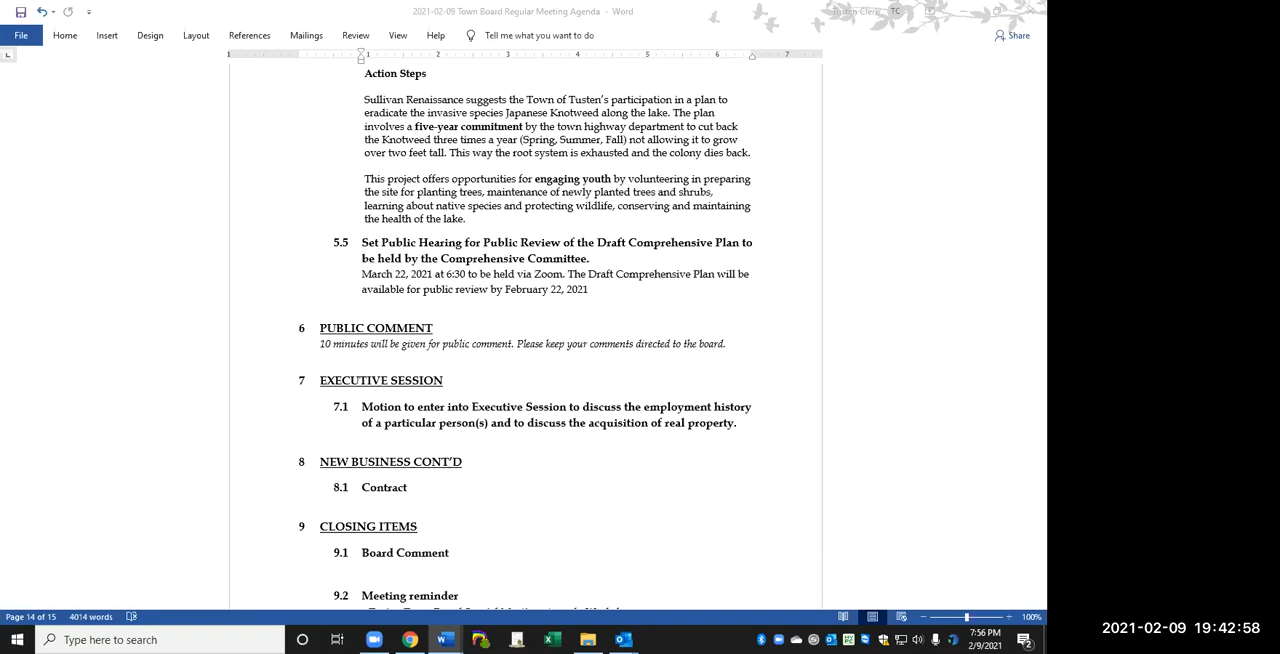 2021-02-09 Town Board Regular Meeting Agenda - Word
TC
File Home Insert Design Layout References Mailings Review View Help Tell me what you want to do Share
1 1 2 3 4 5 6 7
Action Steps
Sullivan Renaissance suggests the Town of Tusten's participation in a plan to
eradicate the invasive species Japanese Knotweed along the lake. The plan
involves a five-year commitment by the town highway department to cut back
the Knotweed three times a year (Spring, Summer, Fall) not allowing it to grow
over two feet tall. This way the root system is exhausted and the colony dies back.
This project offers opportunities for engaging youth by volunteering in preparing
the site for planting trees, maintenance of newly planted trees and shrubs,
learning about native species and protecting wildlife, conserving and maintaining
the health of the lake.
5.5 Set Public Hearing for Public Review of the Draft Comprehensive Plan to
be held by the Comprehensive Committee.
March 22, 2021 at 6:30 to be held via Zoom. The Draft Comprehensive Plan will be
available for public review by February 22, 2021
6 PUBLIC COMMENT
10 minutes will be given for public comment. Please keep your comments directed to the board.
7 EXECUTIVE SESSION
7.1 Motion to enter into Executive Session to discuss the employment history
of a particular person(s) and to discuss the acquisition of real property.
8 NEW BUSINESS CONT'D
8.1 Contract
9 CLOSING ITEMS
9.1 Board Comment
9.2 Meeting reminder
Page 14 of 15 4014 words 100%
Type here to search
7:56 PM
2/9/2021
2
2021-02-09 19:42:58